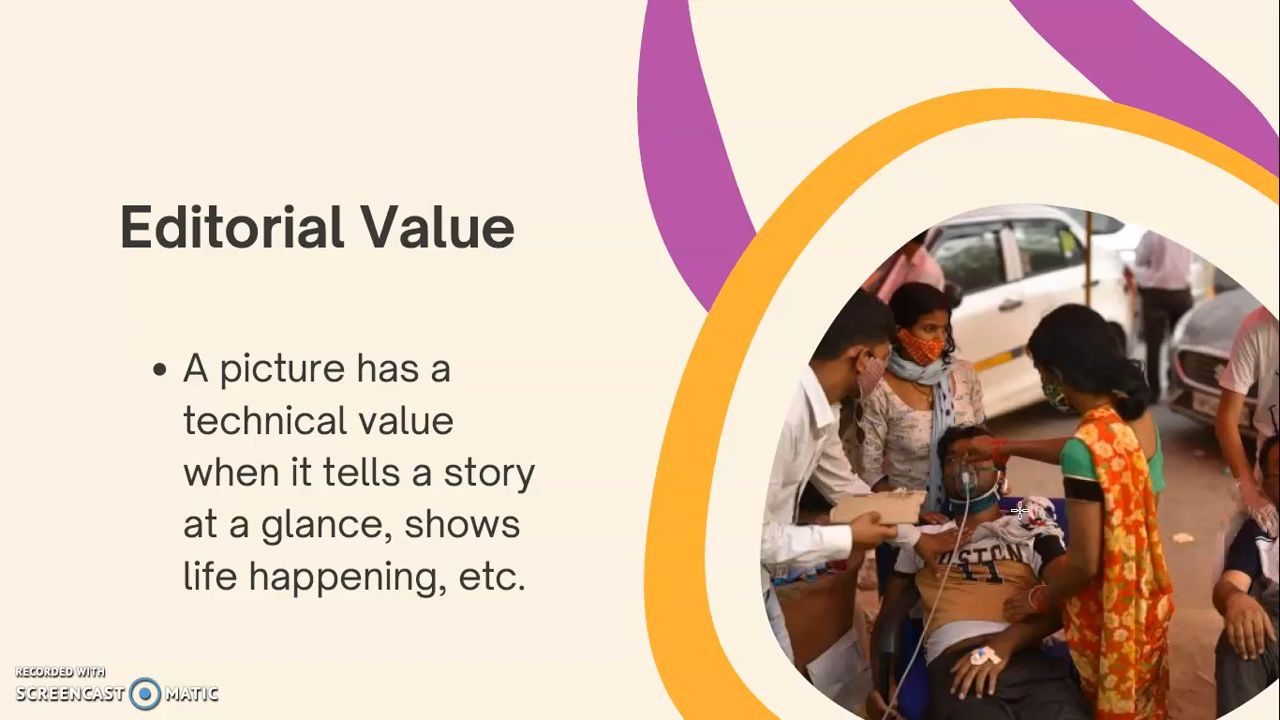 Editorial Value
• A picture has a
technical value
when it tells a story
at a glance, shows
life happening, etc.
RECORDED WITH
SCREENCAST MATIC